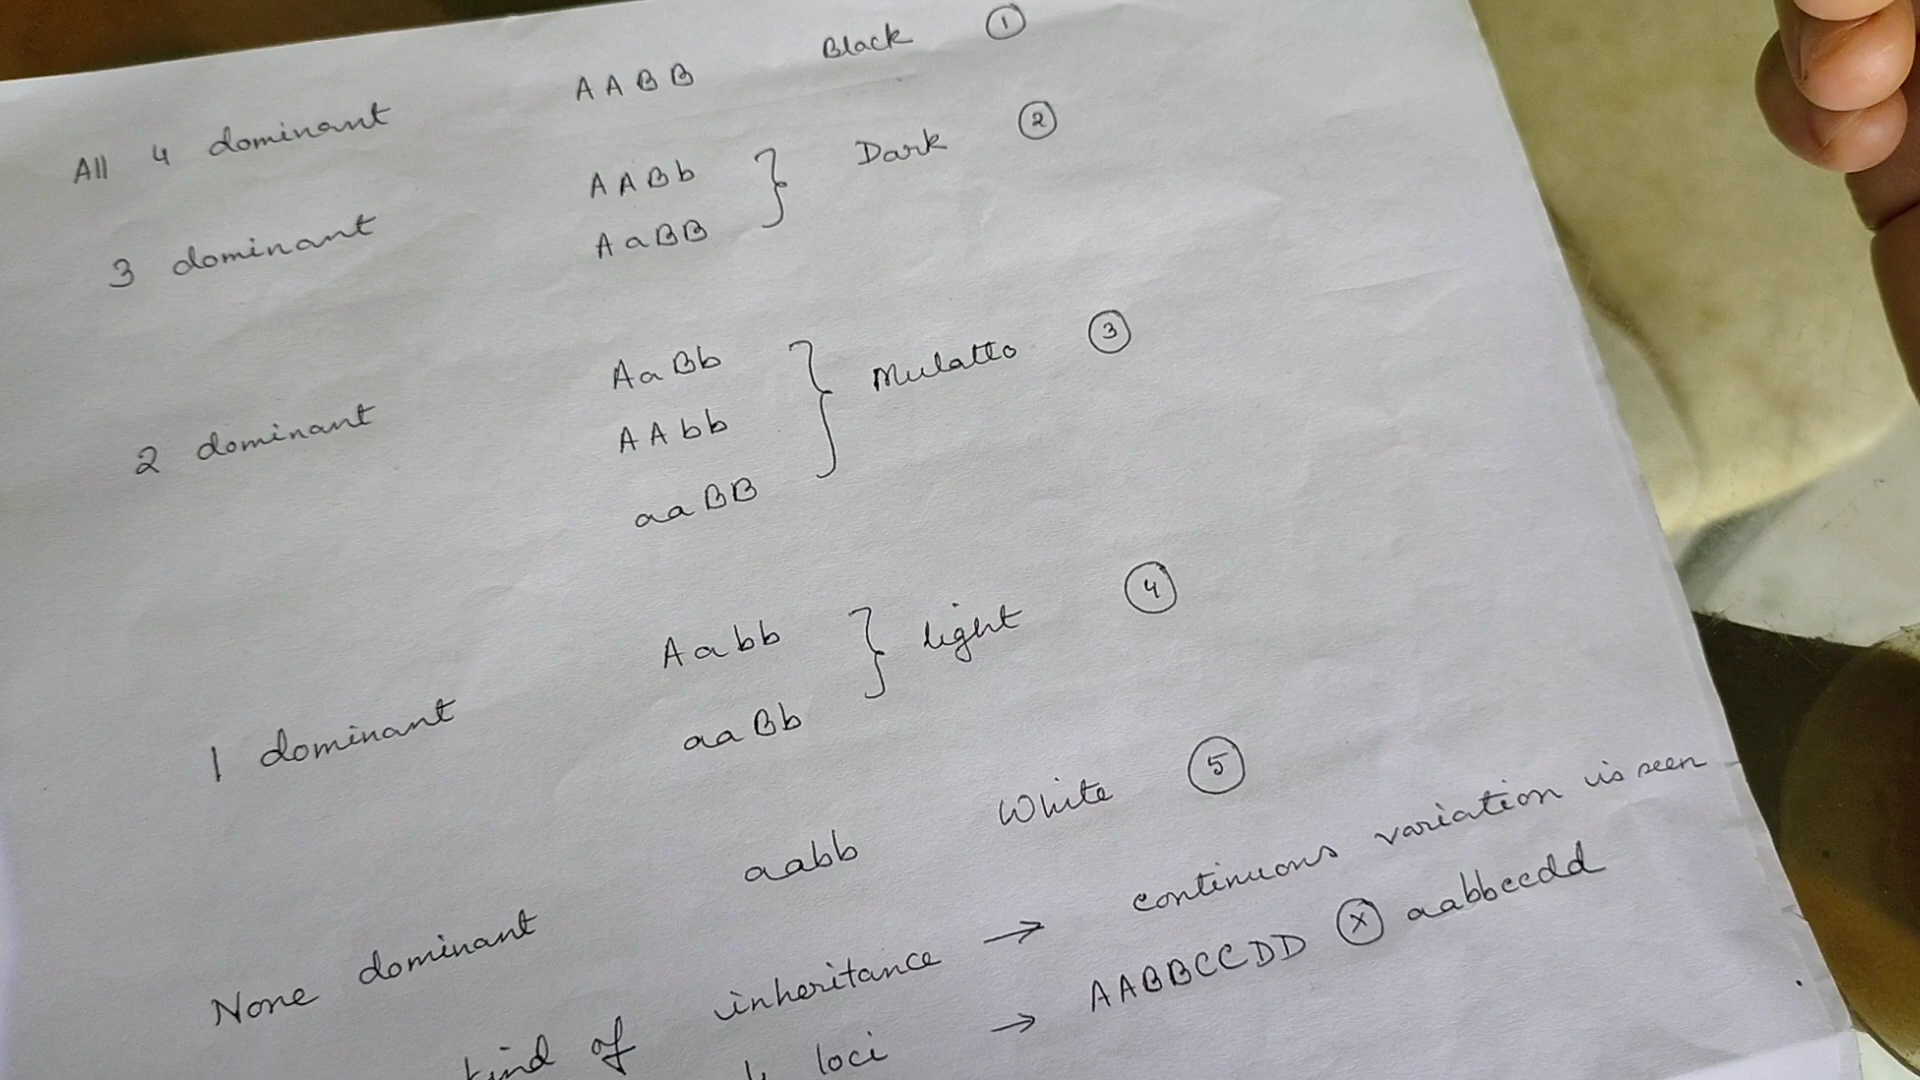 All 4 dominant AABB Black 1
3 dominant AABb Dark 2
AaBB
2 dominant AaBb Mulatto 3
AAbb
aaBB
1 dominant Aabb light 4
aaBb
None dominant aabb White 5
kind of inheritance → continuous variation is seen
4 loci → AABBCCDD X aabbccdd